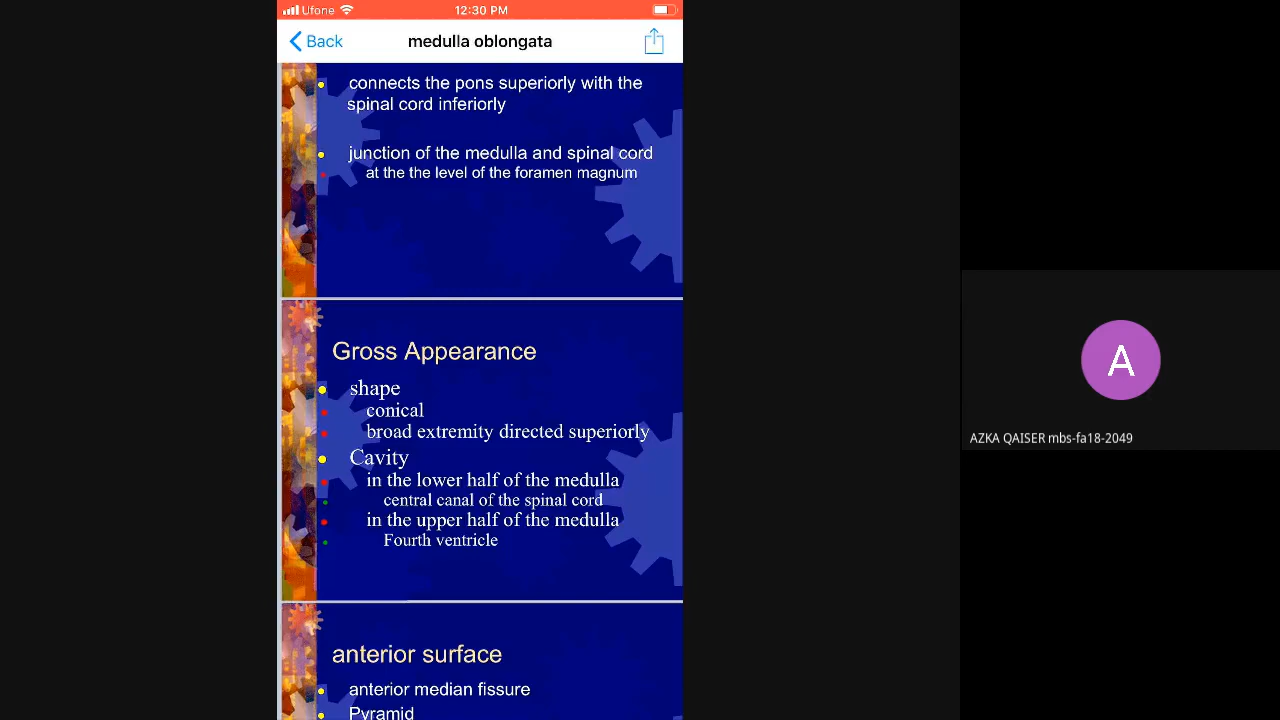 Ufone 12:30 PM
Back medulla oblongata
connects the pons superiorly with the
spinal cord inferiorly
junction of the medulla and spinal cord
at the the level of the foramen magnum
Gross Appearance
shape
conical
broad extremity directed superiorly
Cavity
in the lower half of the medulla
central canal of the spinal cord
in the upper half of the medulla
Fourth ventricle
anterior surface
anterior median fissure
Pyramid
A
AZKA QAISER mbs-fa18-2049